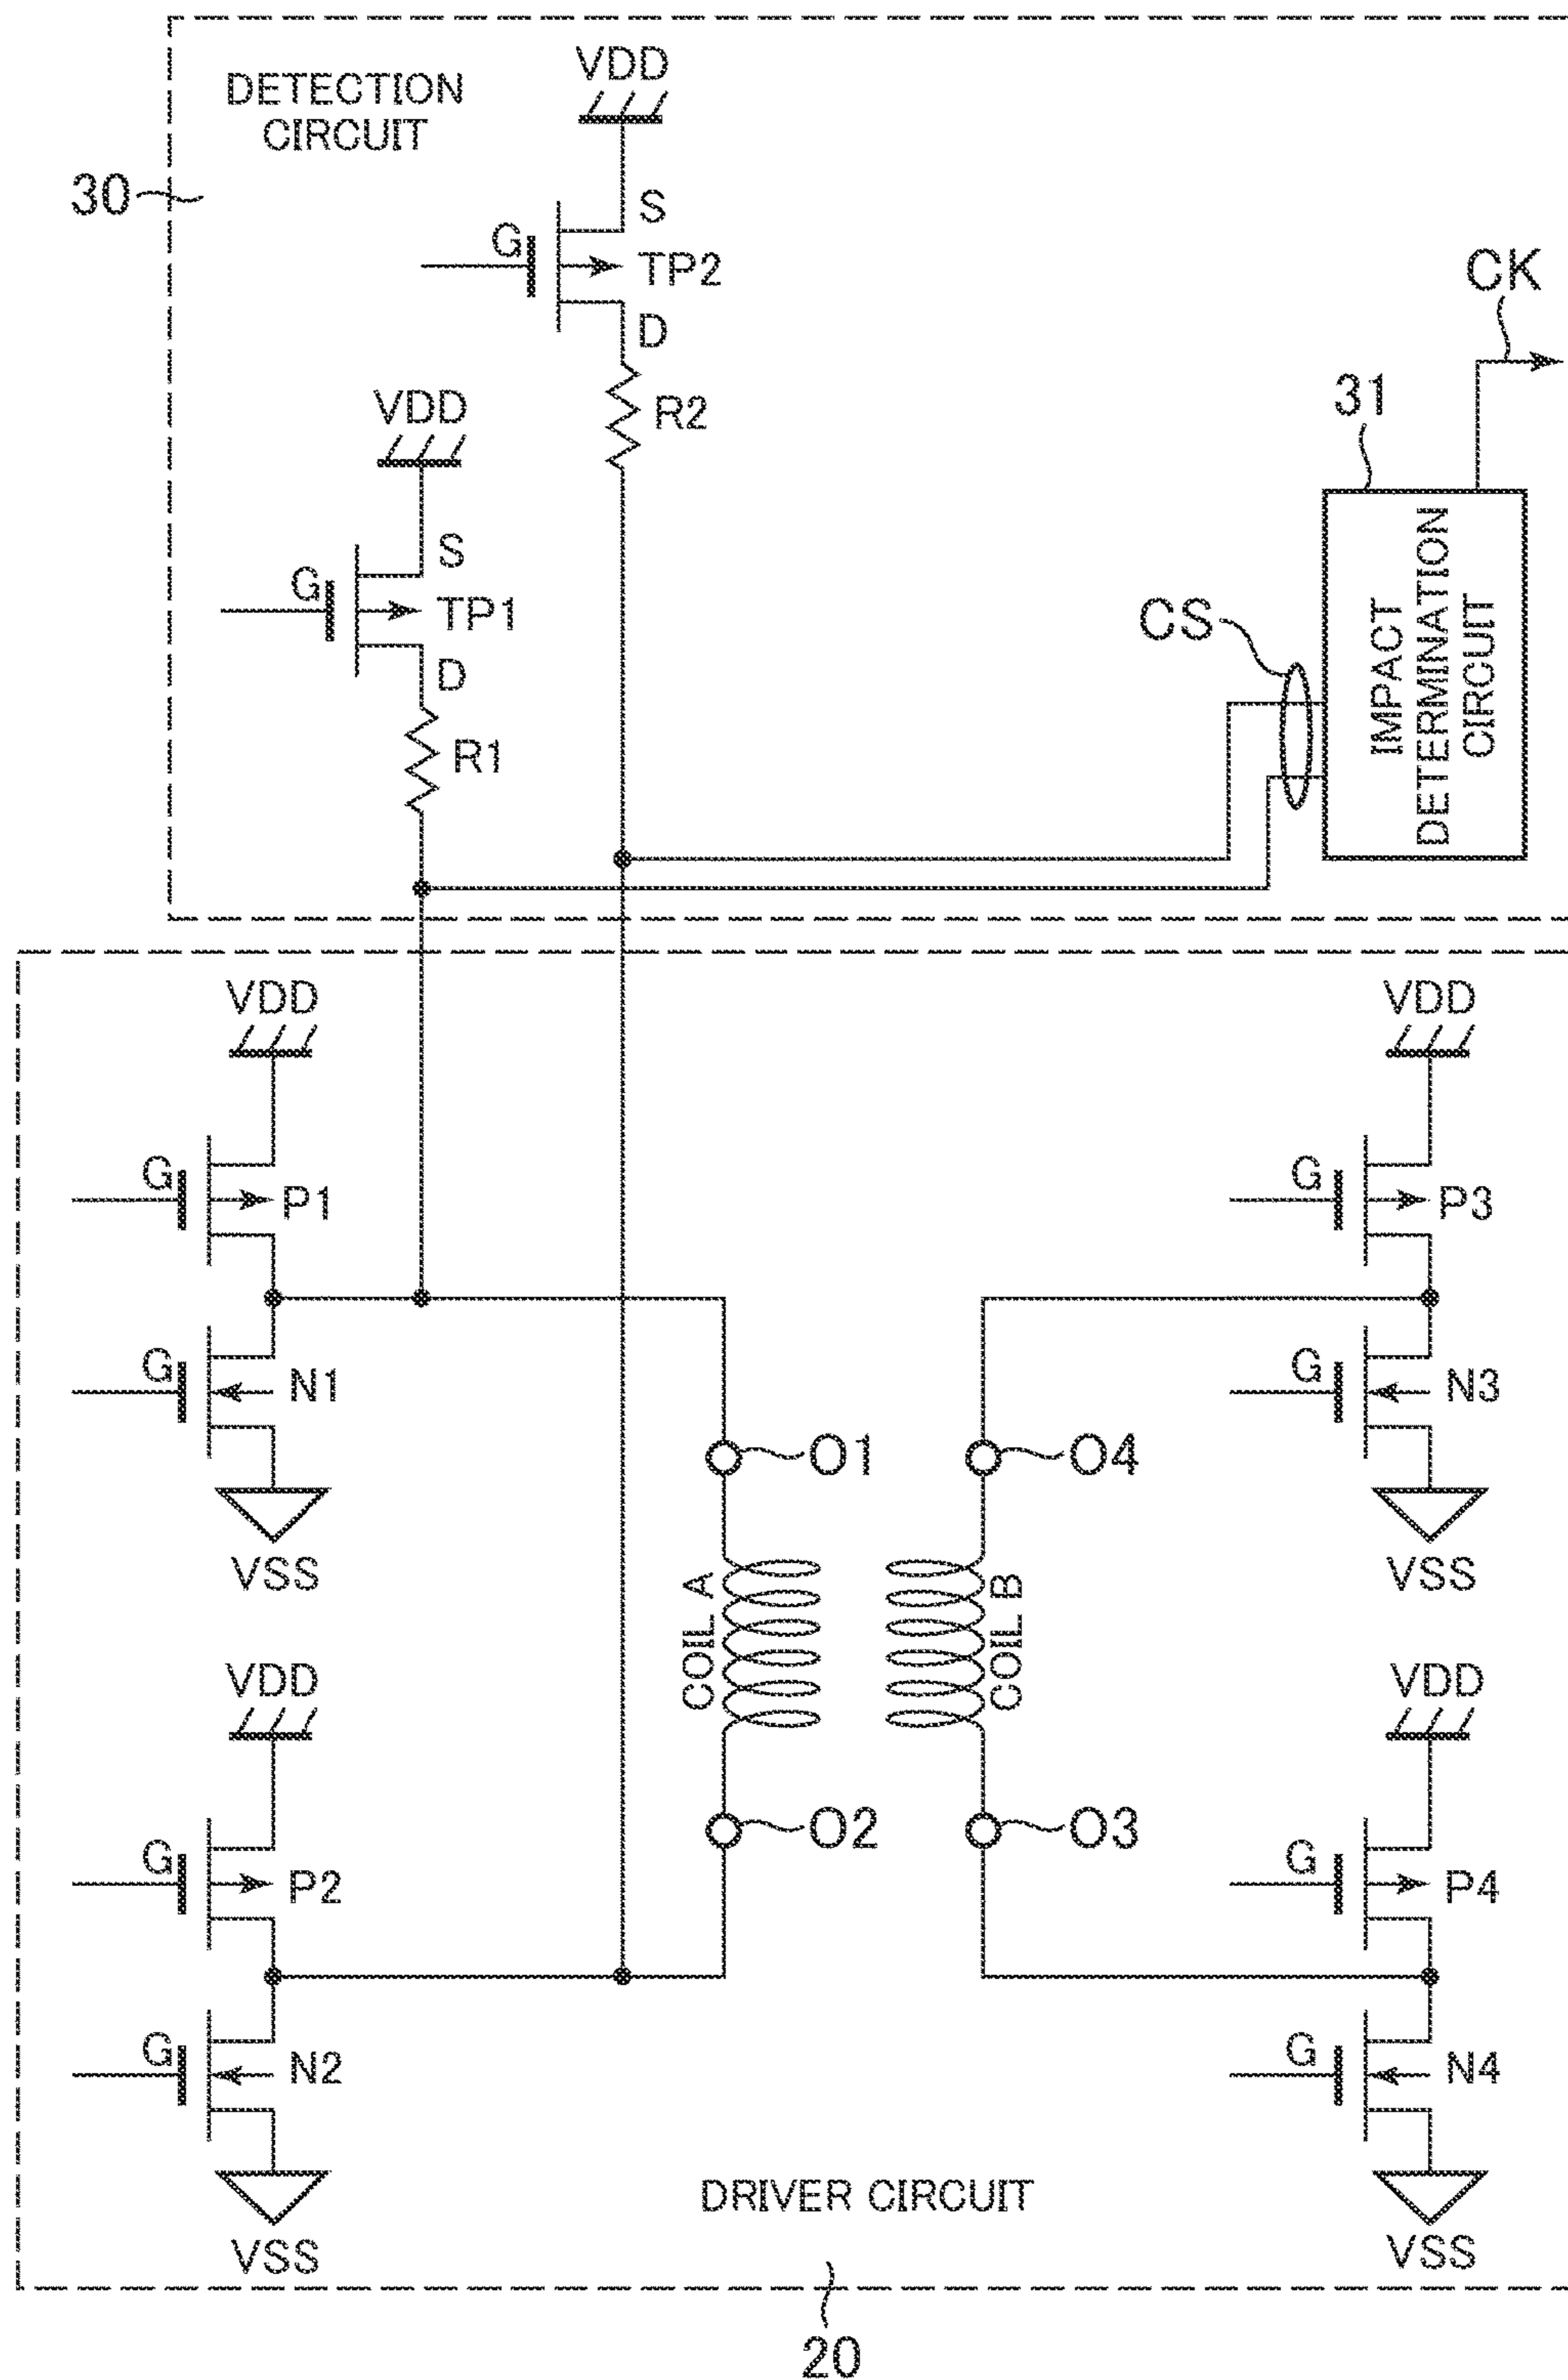 DETECTION
CIRCUIT
VDD
30
S
G
TP2
D
CK
R2
31
VDD
S
G
TP1
D
R1
CS
IMPACT
DETERMINATION
CIRCUIT
VDD
VDD
G
P1
G
P3
G
N1
G
N3
O1
O4
VSS
VSS
COIL A
COIL B
VDD
VDD
O2
O3
G
P2
G
P4
G
N2
G
N4
DRIVER CIRCUIT
VSS
VSS
20